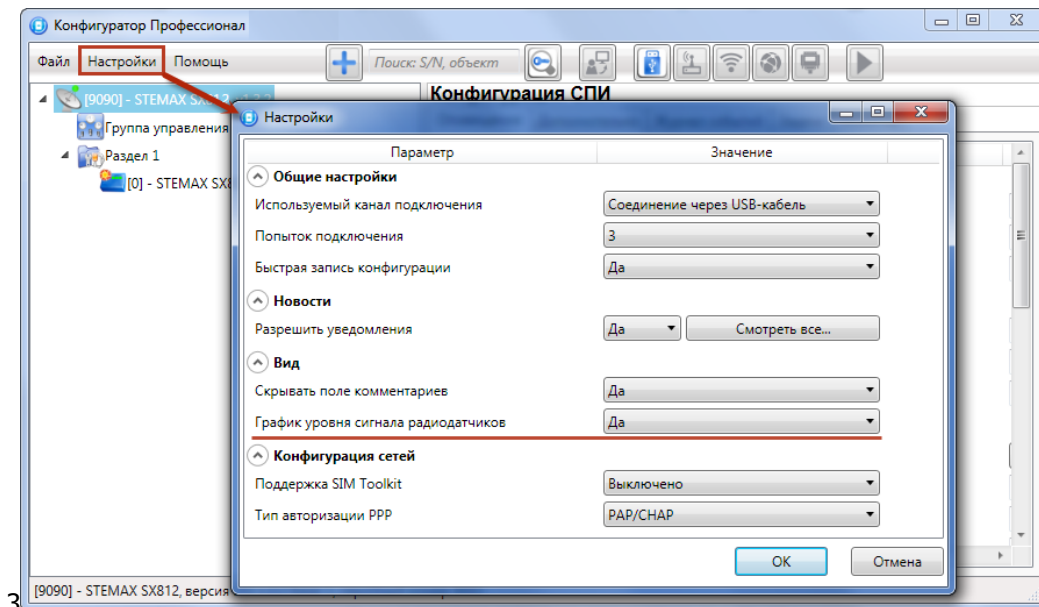 Конфигуратор Профессионал
Файл Настройки Помощь Поиск: S/N, объект
Конфигурация СПИ
[9090] - STEMAX SX812
Группа управления
Раздел 1
[0] - STEMAX SX8
Настройки
Параметр Значение
Общие настройки
Используемый канал подключения Соединение через USB-кабель
Попыток подключения 3
Быстрая запись конфигурации Да
Новости
Разрешить уведомления Да Смотреть все...
Вид
Скрывать поле комментариев Да
График уровня сигнала радиодатчиков Да
Конфигурация сетей
Поддержка SIM Toolkit Выключено
Тип авторизации PPP PAP/CHAP
OK Отмена
[9090] - STEMAX SX812, версия
3